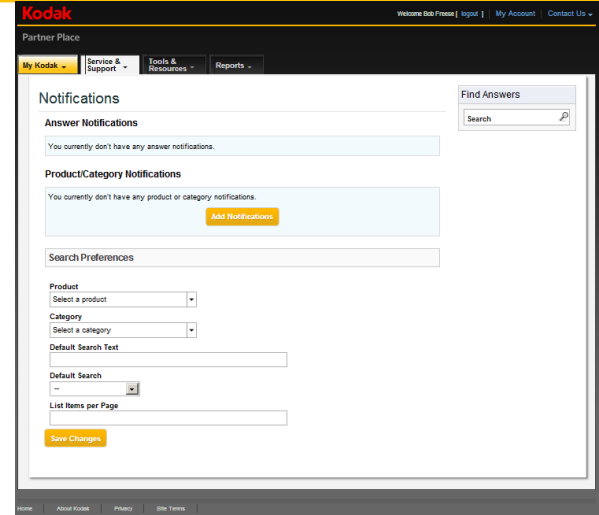 Kodak
Welcome Bob Freese [ logout ] | My Account | Contact Us
Partner Place
My Kodak
Service & Support
Tools & Resources
Reports
Notifications
Find Answers
Search
Answer Notifications
You currently don't have any answer notifications.
Product/Category Notifications
You currently don't have any product or category notifications.
Add Notifications
Search Preferences
Product
Select a product
Category
Select a category
Default Search Text
Default Search
--
List Items per Page
Save Changes
Home | About Kodak | Privacy | Site Terms |